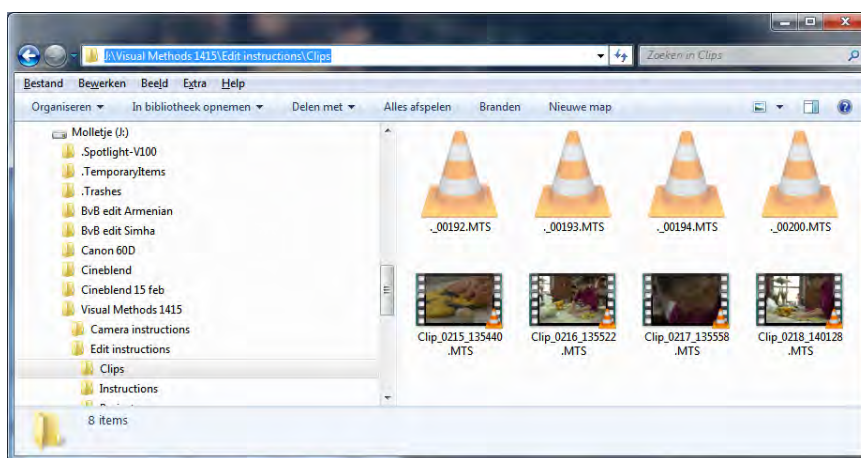 J:\Visual Methods 1415\Edit instructions\Clips
Zoeken in Clips
Bestand Bewerken Beeld Extra Help
Organiseren In bibliotheek opnemen Delen met Alles afspelen Branden Nieuwe map
Molletje (J:)
.Spotlight-V100
.TemporaryItems
.Trashes
BvB edit Armenian
BvB edit Simha
Canon 60D
Cineblend
Cineblend 15 feb
Visual Methods 1415
Camera instructions
Edit instructions
Clips
Instructions
._00192.MTS
._00193.MTS
._00194.MTS
._00200.MTS
Clip_0215_135440
.MTS
Clip_0216_135522
.MTS
Clip_0217_135558
.MTS
Clip_0218_140128
.MTS
8 items